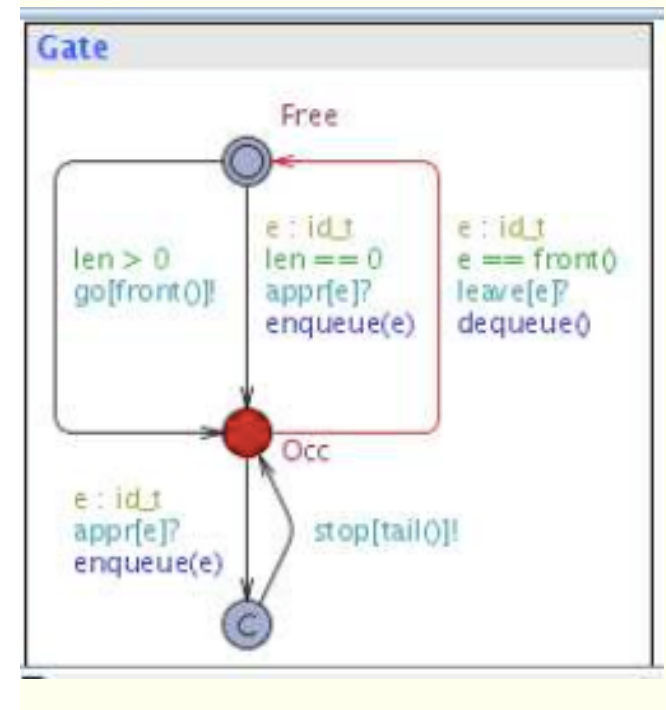 Gate
Free
len > 0
go[front()]!
e : id_t
len == 0
appr[e]?
enqueue(e)
e : id_t
e == front()
leave[e]?
dequeue()
Occ
e : id_t
appr[e]?
enqueue(e)
stop[tail()]!
C